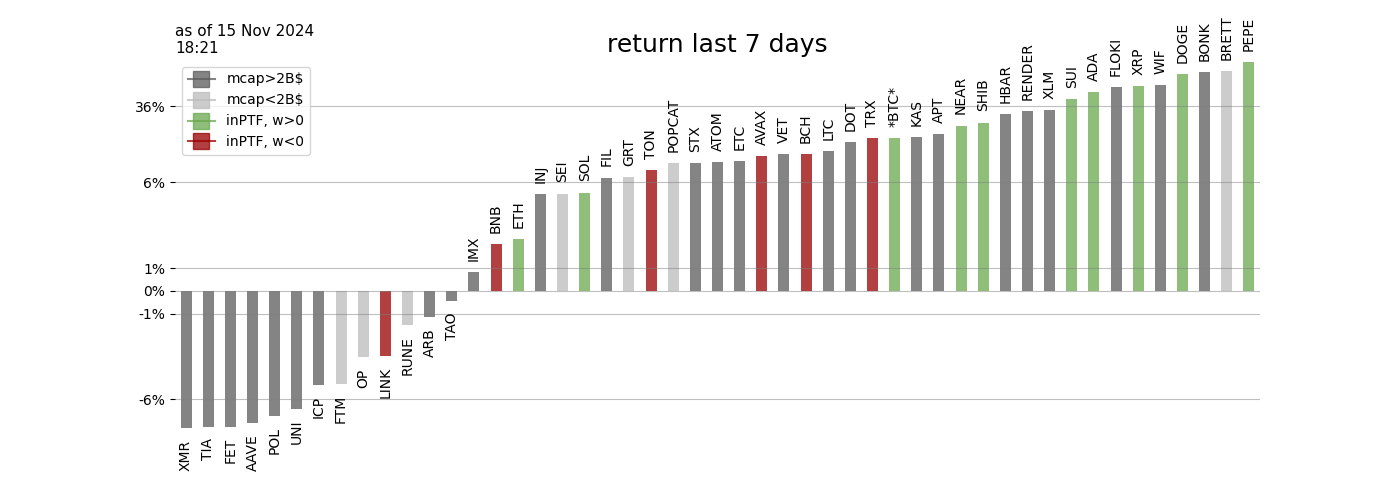 as of 15 Nov 2024
18:21
return last 7 days
mcap>2B$
mcap<2B$
inPTF, w>0
inPTF, w<0
36%
6%
1%
0%
-1%
-6%
XMR
TIA
FET
AAVE
POL
UNI
ICP
FTM
OP
LINK
RUNE
ARB
TAO
IMX
BNB
ETH
INJ
SEI
SOL
FIL
GRT
TON
POPCAT
STX
ATOM
ETC
AVAX
VET
BCH
LTC
DOT
TRX
*BTC*
KAS
APT
NEAR
SHIB
HBAR
RENDER
XLM
SUI
ADA
FLOKI
XRP
WIF
DOGE
BONK
BRETT
PEPE